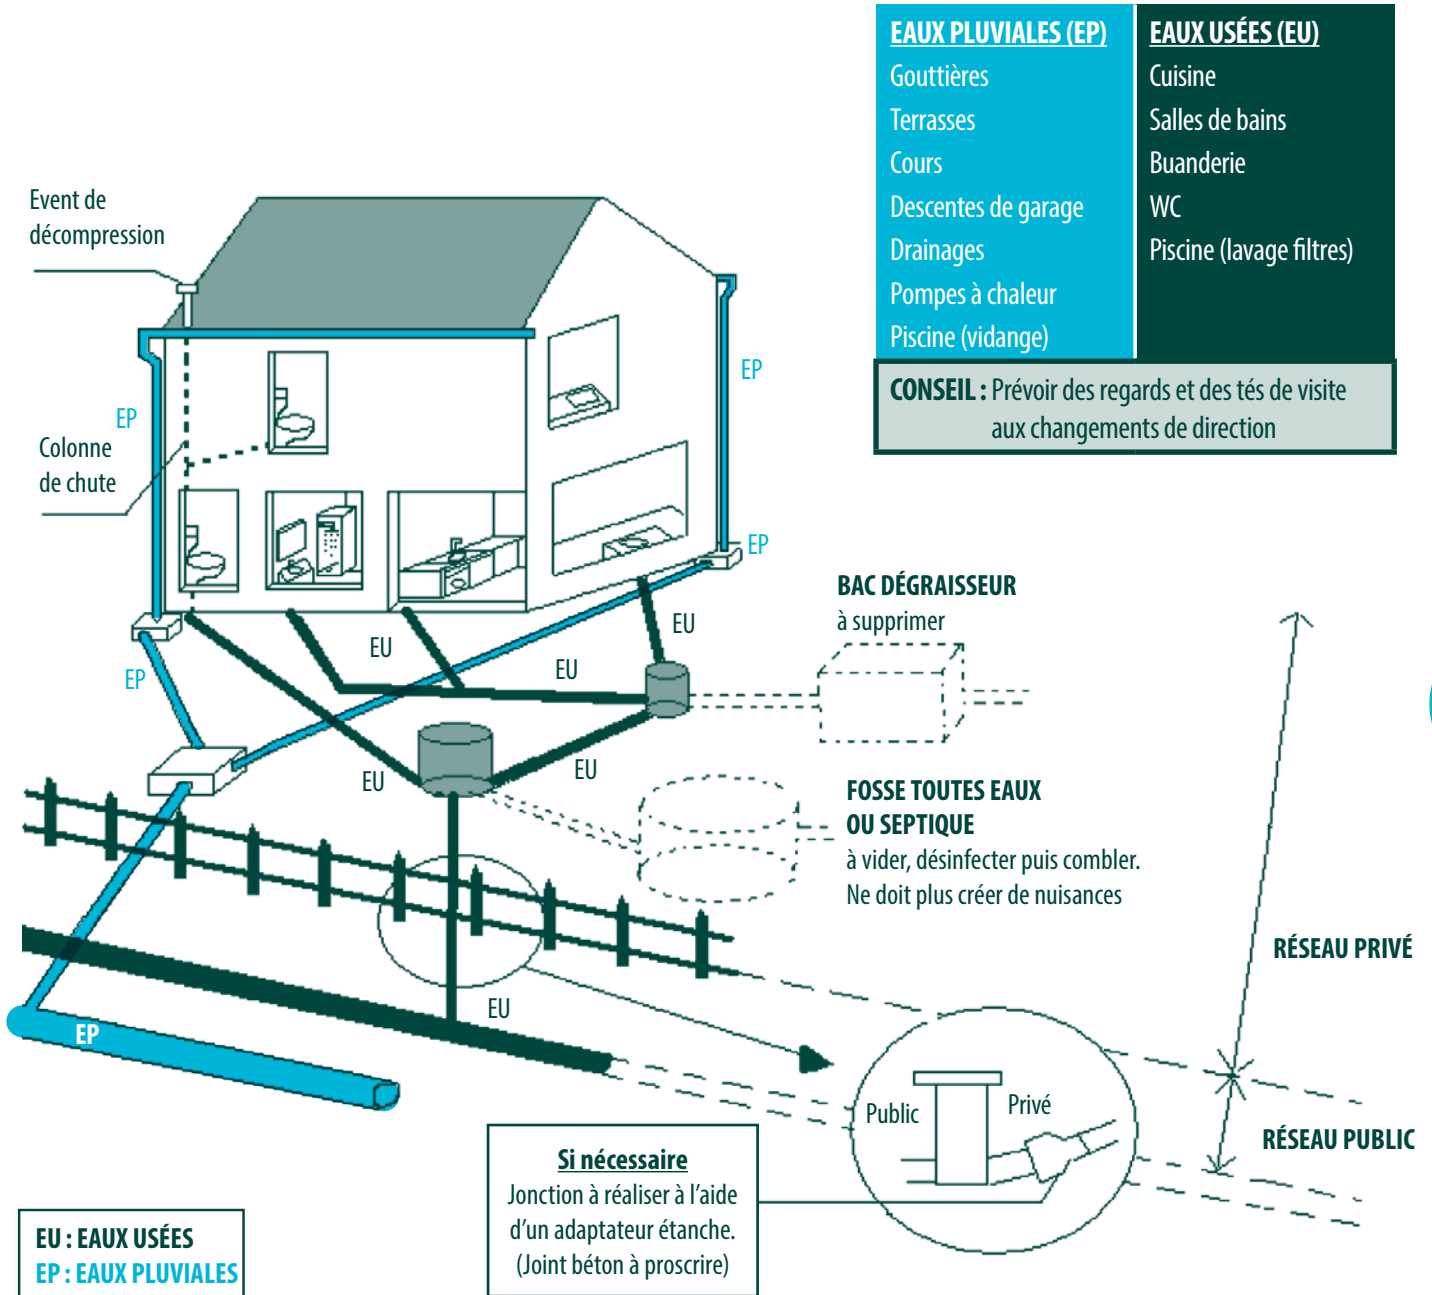 EAUX PLUVIALES (EP)
Gouttières
Terrasses
Cours
Descentes de garage
Drainages
Pompes à chaleur
Piscine (vidange)
EAUX USÉES (EU)
Cuisine
Salles de bains
Buanderie
WC
Piscine (lavage filtres)
CONSEIL : Prévoir des regards et des tés de visite
aux changements de direction
Event de
décompression
EP
EP
Colonne
de chute
EP
BAC DÉGRAISSEUR
à supprimer
EU
EU
EU
EP
EU
EU
FOSSE TOUTES EAUX
OU SEPTIQUE
à vider, désinfecter puis combler.
Ne doit plus créer de nuisances
RÉSEAU PRIVÉ
EU
EP
Public
Privé
RÉSEAU PUBLIC
Si nécessaire
Jonction à réaliser à l'aide
d'un adaptateur étanche.
(Joint béton à proscrire)
EU : EAUX USÉES
EP : EAUX PLUVIALES